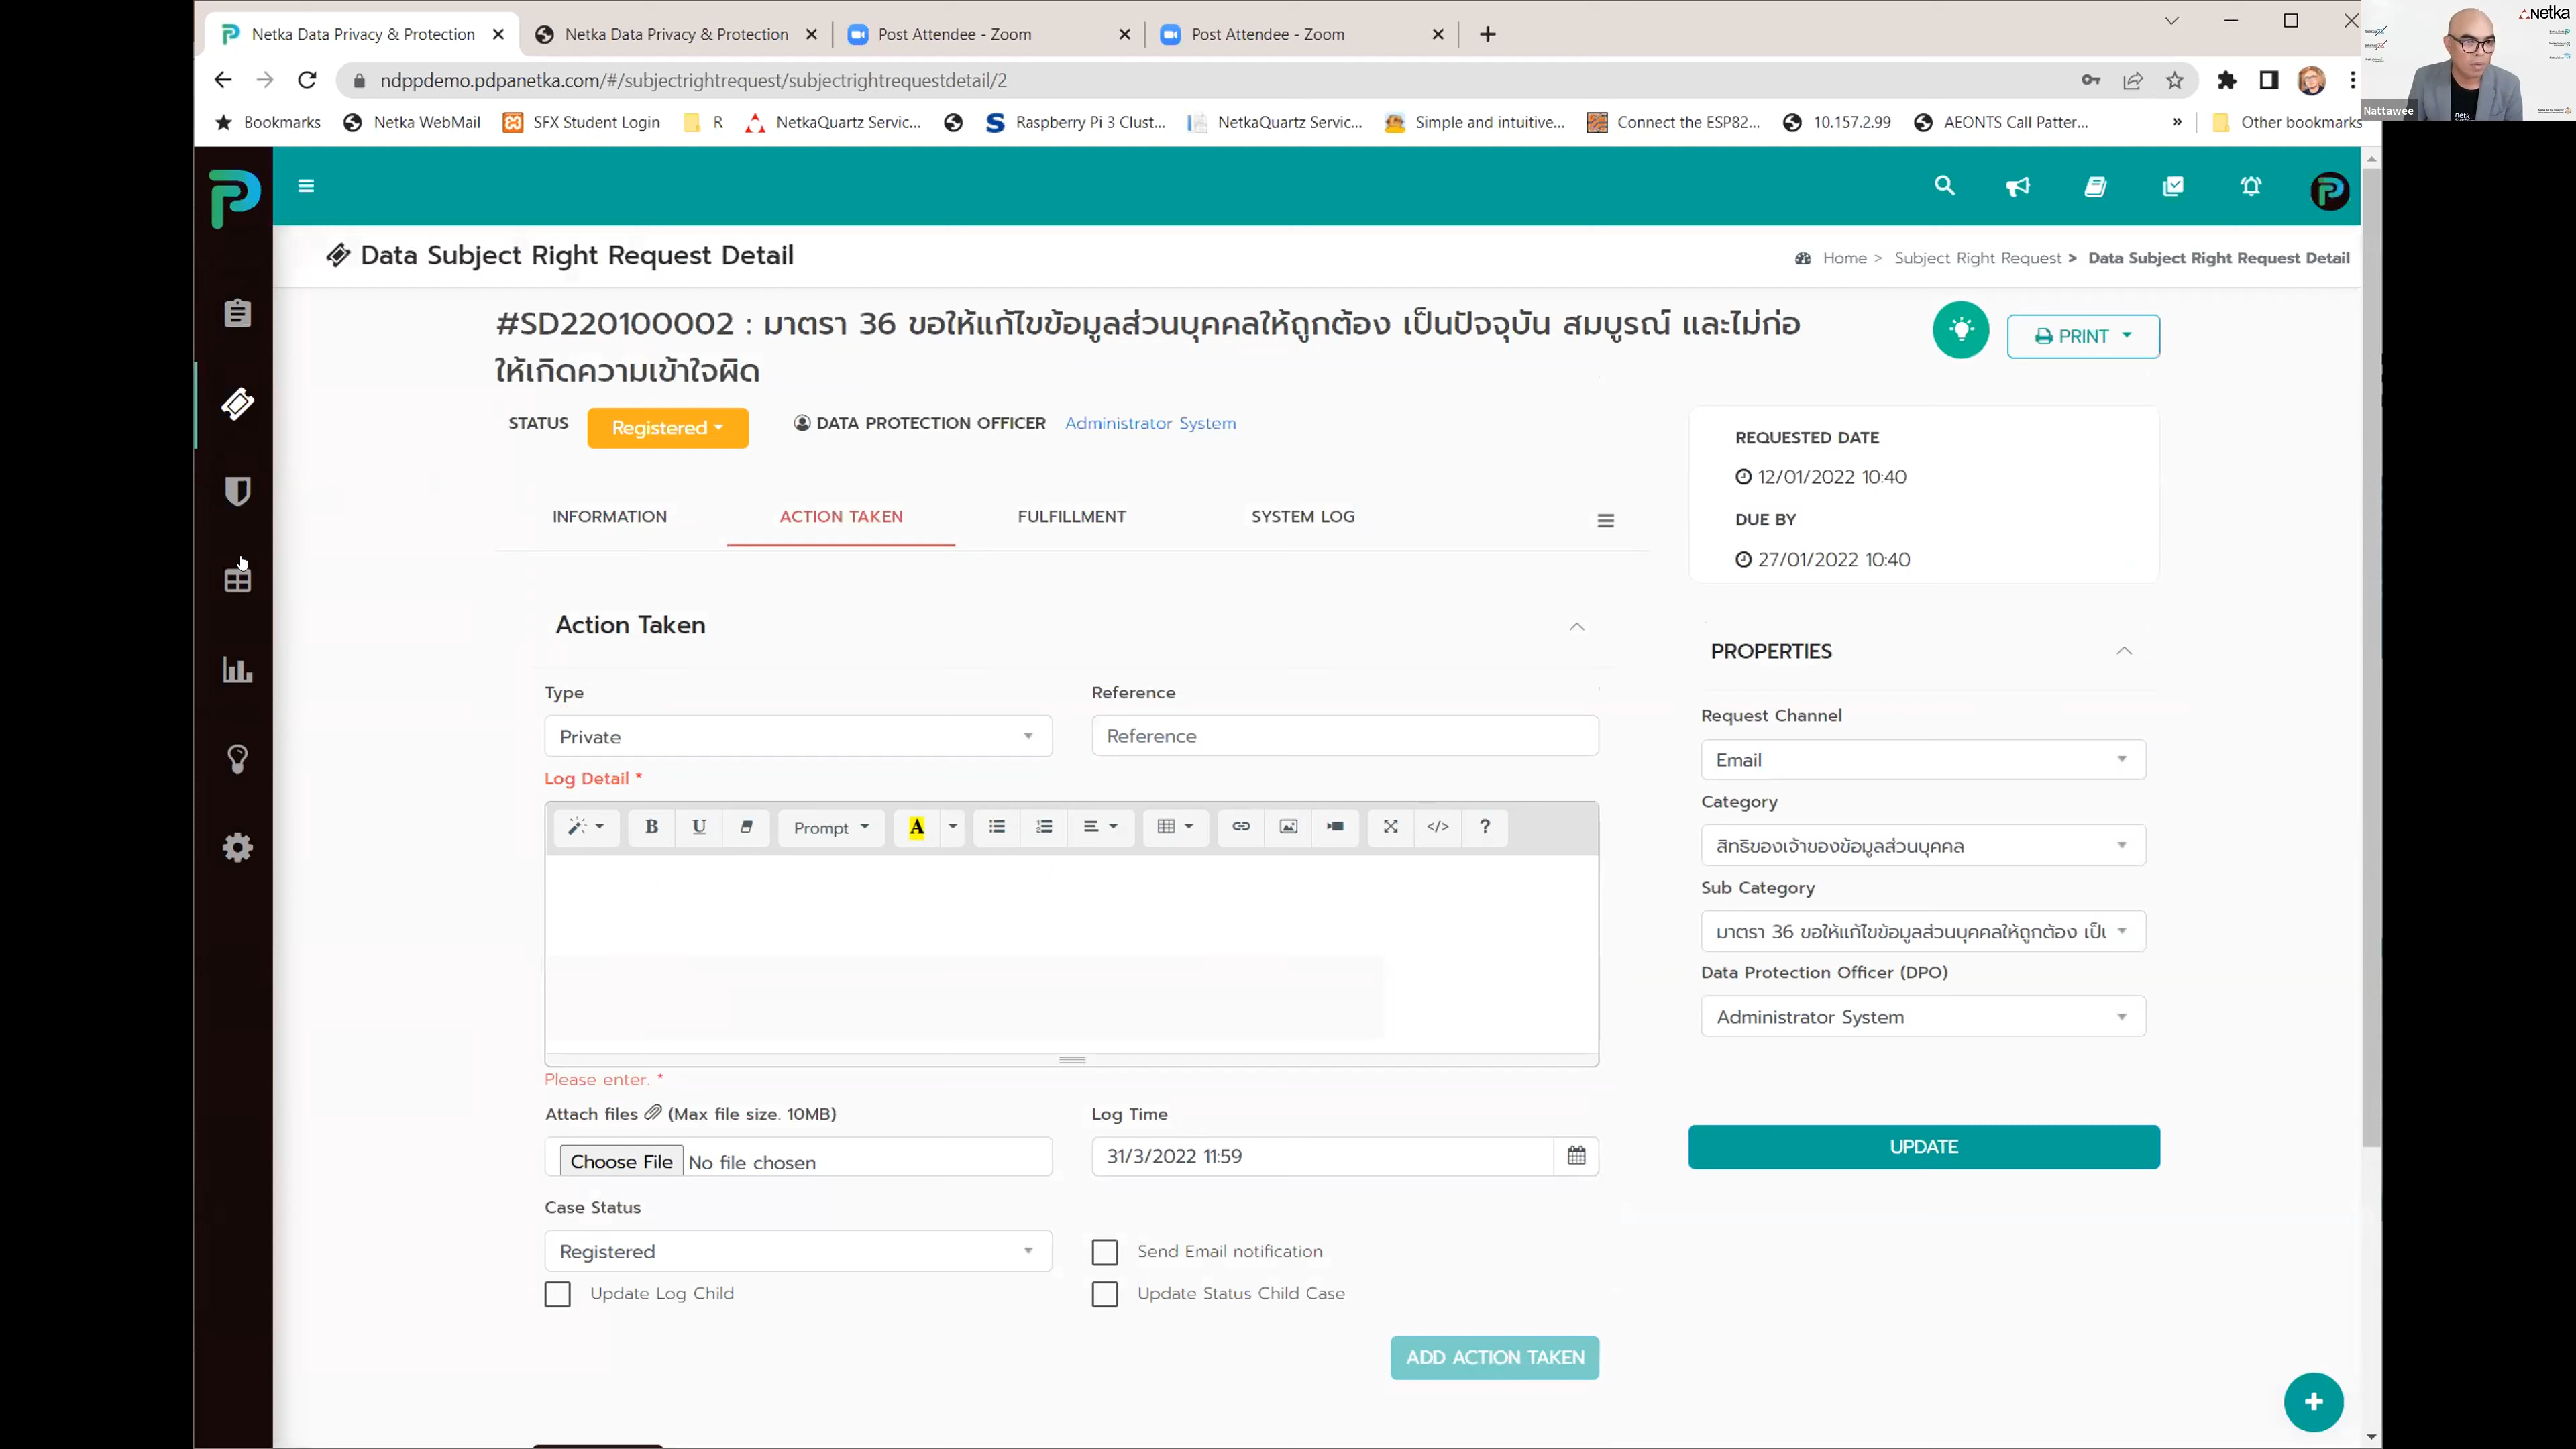 Netka Data Privacy & Protection
Netka Data Privacy & Protection
Post Attendee - Zoom
Post Attendee - Zoom
netka
Nattawee
ndppdemo.pdpanetka.com/#/subjectrightrequest/subjectrightrequestdetail/2
Bookmarks
Netka WebMail
SFX Student Login
R
NetkaQuartz Servic...
Raspberry Pi 3 Clust...
NetkaQuartz Servic...
Simple and intuitive...
Connect the ESP82...
10.157.2.99
AEONTS Call Patter...
»
Other bookmarks
Data Subject Right Request Detail
Home > Subject Right Request > Data Subject Right Request Detail
#SD220100002 : มาตรา 36 ขอให้แก้ไขข้อมูลส่วนบุคคลให้ถูกต้อง เป็นปัจจุบัน สมบูรณ์ และไม่ก่อ
ให้เกิดความเข้าใจผิด
PRINT
STATUS
Registered
DATA PROTECTION OFFICER
Administrator System
REQUESTED DATE
12/01/2022 10:40
DUE BY
27/01/2022 10:40
INFORMATION
ACTION TAKEN
FULFILLMENT
SYSTEM LOG
Action Taken
Type
Reference
Private
Reference
Log Detail *
B
U
Prompt
A
</>
?
Please enter. *
Attach files (Max file size. 10MB)
Log Time
Choose File No file chosen
31/3/2022 11:59
Case Status
Registered
Send Email notification
Update Log Child
Update Status Child Case
ADD ACTION TAKEN
PROPERTIES
Request Channel
Email
Category
สิทธิของเจ้าของข้อมูลส่วนบุคคล
Sub Category
มาตรา 36 ขอให้แก้ไขข้อมูลส่วนบุคคลให้ถูกต้อง เป็น
Data Protection Officer (DPO)
Administrator System
UPDATE